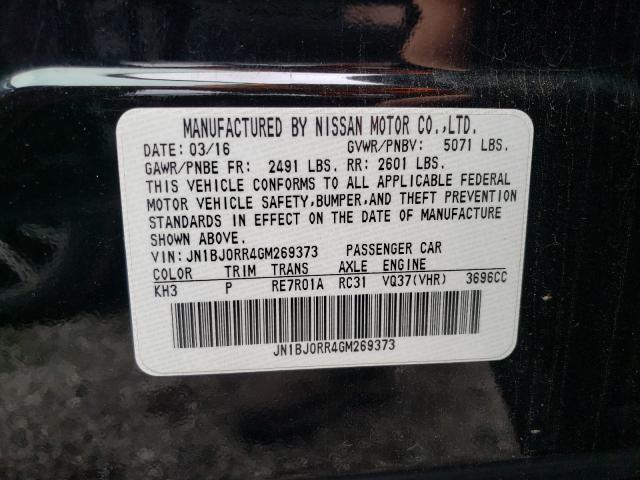 MANUFACTURED BY NISSAN MOTOR CO.,LTD.
DATE: 03/16 GVWR/PNBV: 5071 LBS.
GAWR/PNBE FR: 2491 LBS. RR: 2601 LBS.
THIS VEHICLE CONFORMS TO ALL APPLICABLE FEDERAL
MOTOR VEHICLE SAFETY,BUMPER,AND THEFT PREVENTION
STANDARDS IN EFFECT ON THE DATE OF MANUFACTURE
SHOWN ABOVE.
VIN: JN1BJ0RR4GM269373 PASSENGER CAR
COLOR TRIM TRANS AXLE ENGINE
KH3 P RE7R01A RC31 VQ37(VHR) 3696CC
JN1BJ0RR4GM269373